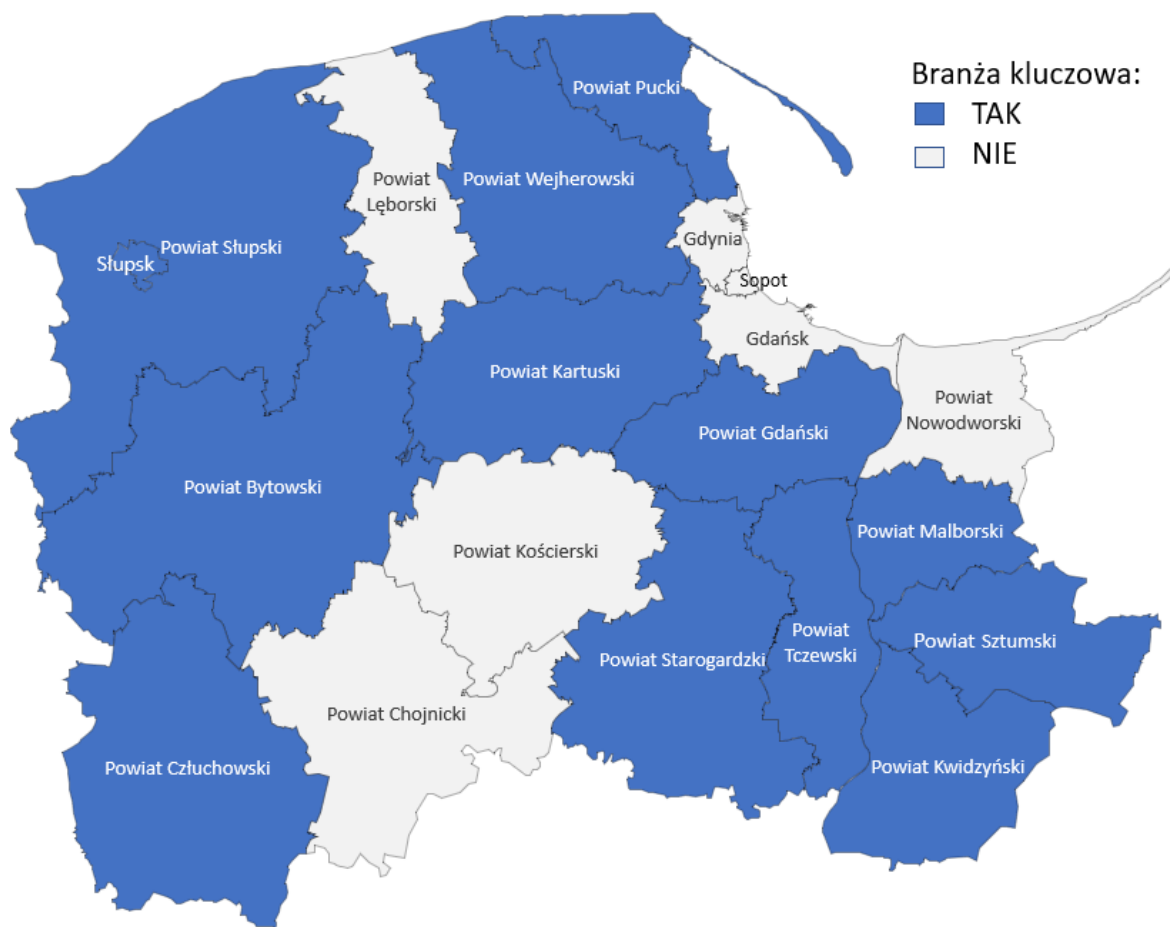 Branża kluczowa:
TAK
NIE
Powiat Pucki
Powiat
Lęborski
Powiat Wejherowski
Gdynia
Powiat Słupski
Słupsk
Sopot
Gdańsk
Powiat Kartuski
Powiat
Nowodworski
Powiat Gdański
Powiat Bytowski
Powiat Malborski
Powiat Kościerski
Powiat
Tczewski
Powiat Sztumski
Powiat Starogardzki
Powiat Chojnicki
Powiat Człuchowski
Powiat Kwidzyński